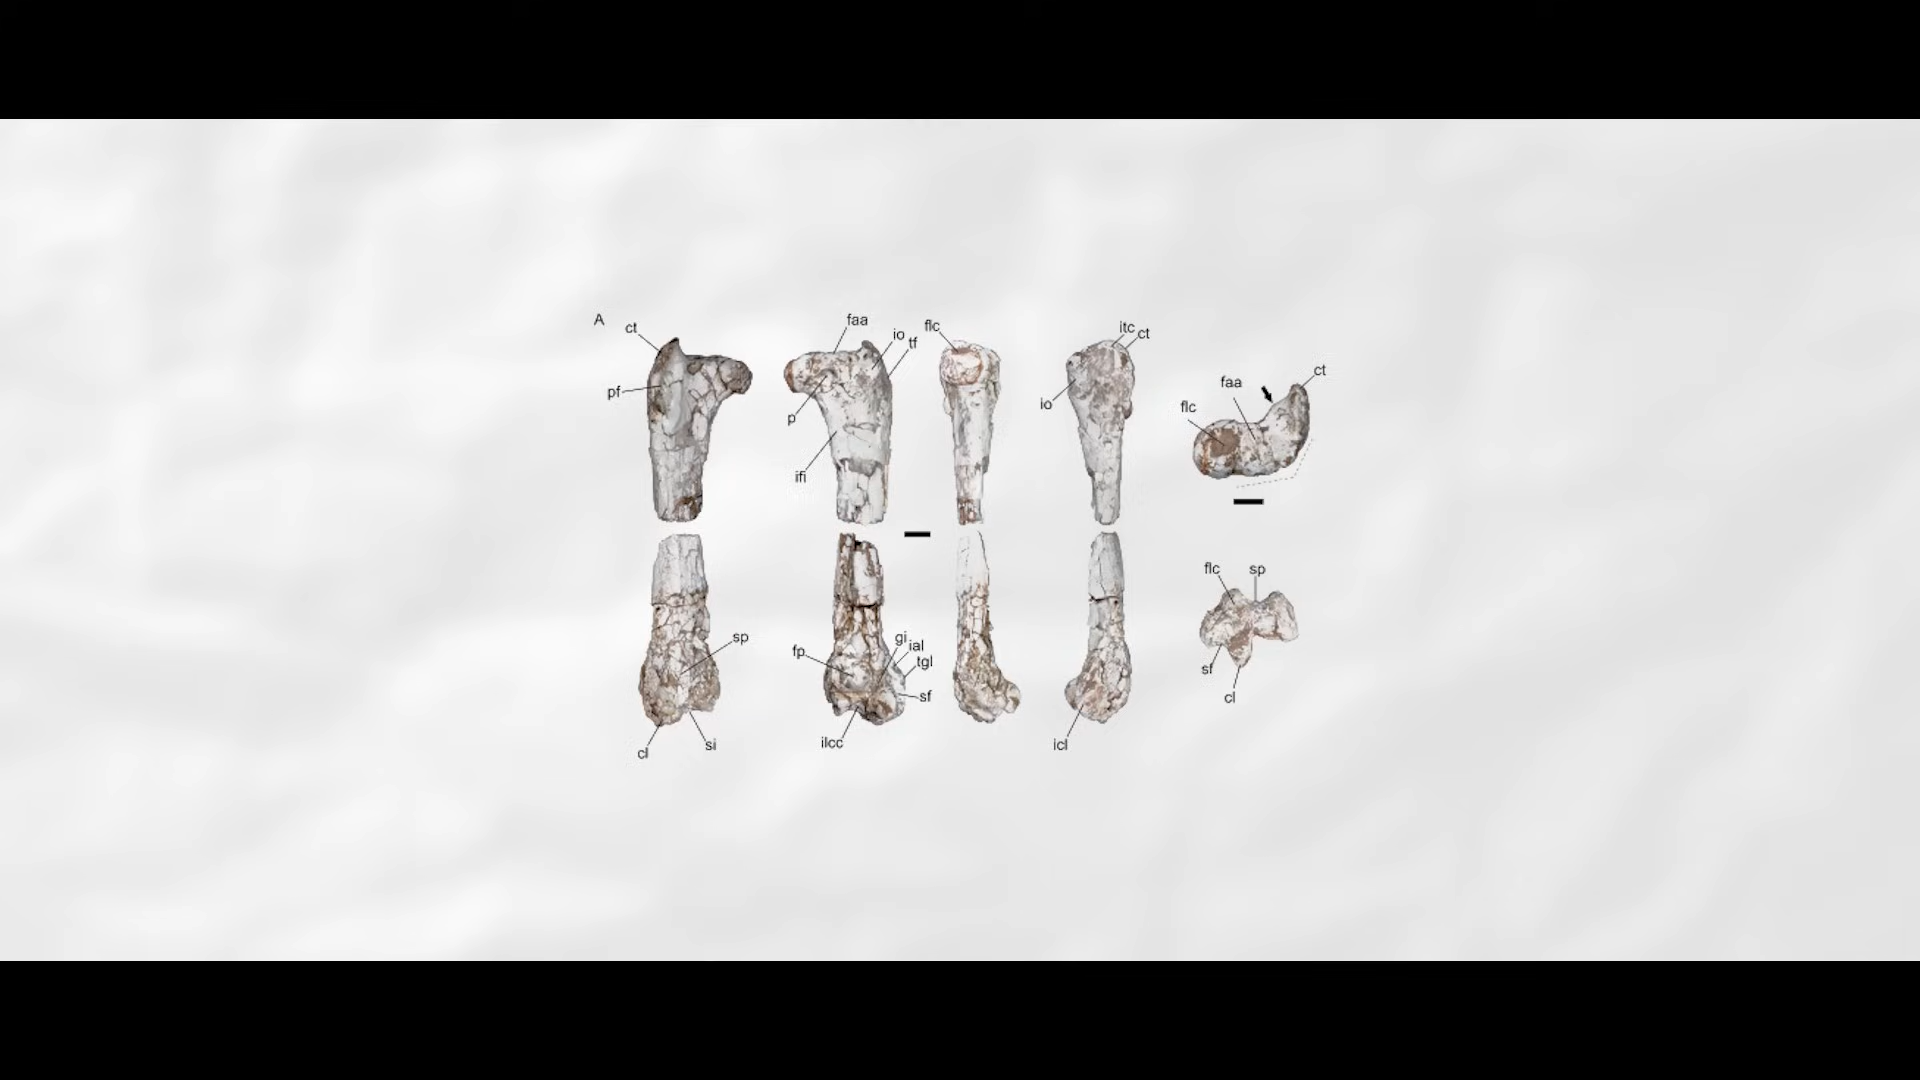 A
ct
pf
faa
io
tf
p
ifi
flc
itc
ct
io
ct
faa
flc
sp
cl
si
fp
gi
ial
tgl
sf
ilcc
icl
flc
sp
sf
cl